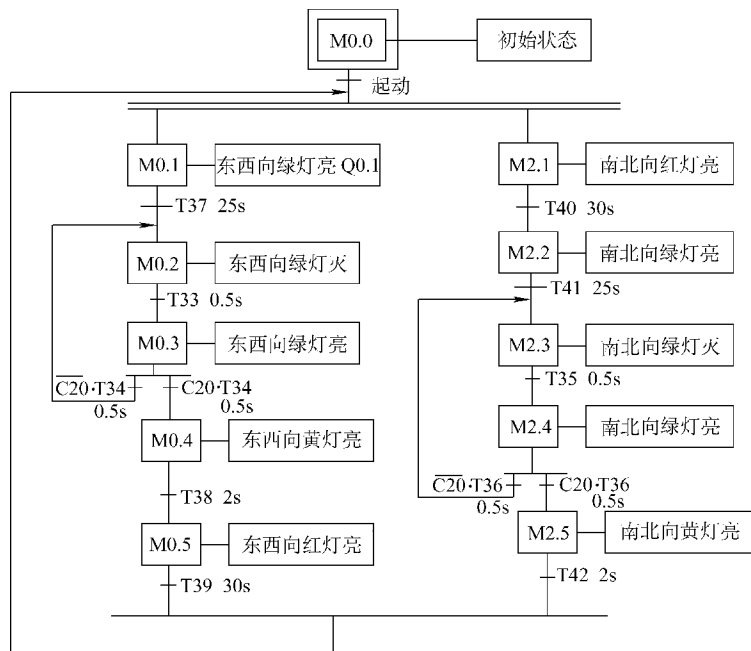 M0.0
初始状态
起动
M0.1
东西向绿灯亮 Q0.1
T37 25s
M0.2
东西向绿灯灭
T33 0.5s
M0.3
东西向绿灯亮
C20·T34
0.5s
C20·T34
0.5s
M0.4
东西向黄灯亮
T38 2s
M0.5
东西向红灯亮
T39 30s
M2.1
南北向红灯亮
T40 30s
M2.2
南北向绿灯亮
T41 25s
M2.3
南北向绿灯灭
T35 0.5s
M2.4
南北向绿灯亮
C20·T36
0.5s
C20·T36
0.5s
M2.5
南北向黄灯亮
T42 2s